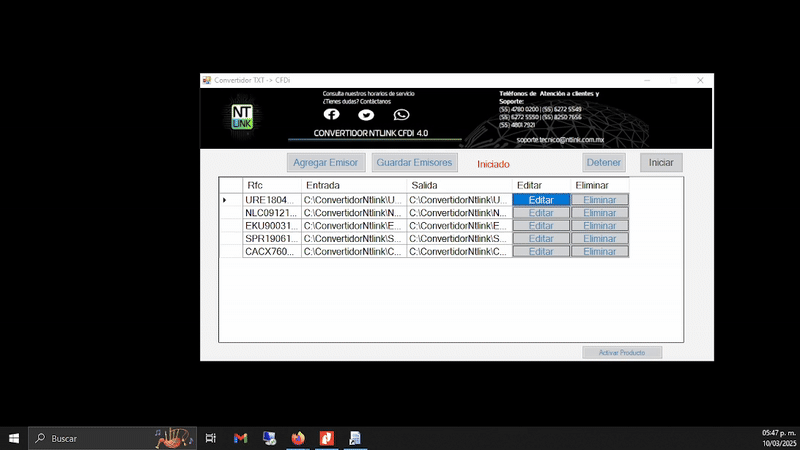 Convertidor TXT -> CFDi
NT
LINK
Consulta nuestros horarios de servicio
¿Tienes dudas? Contáctanos
CONVERTIDOR NTLINK CFDI 4.0
Teléfonos de Atención a clientes y
Soporte:
(55) 4780 0200 | (55) 6272 5549
(55) 6272 5550 | (55) 8250 7656
(55) 4801 7921
soporte.tecnico@ntlink.com.mx
Agregar Emisor Guardar Emisores Iniciado Detener Iniciar
Rfc Entrada Salida Editar Eliminar
URE1804... C:\ConvertidorNtlink\U... C:\ConvertidorNtlink\U... Editar Eliminar
NLC09121... C:\ConvertidorNtlink\N... C:\ConvertidorNtlink\N... Editar Eliminar
EKU90031... C:\ConvertidorNtlink\E... C:\ConvertidorNtlink\E... Editar Eliminar
SPR19061... C:\ConvertidorNtlink\S... C:\ConvertidorNtlink\S... Editar Eliminar
CACX760... C:\ConvertidorNtlink\C... C:\ConvertidorNtlink\C... Editar Eliminar
Activar Producto
Buscar
05:47 p. m.
10/03/2025